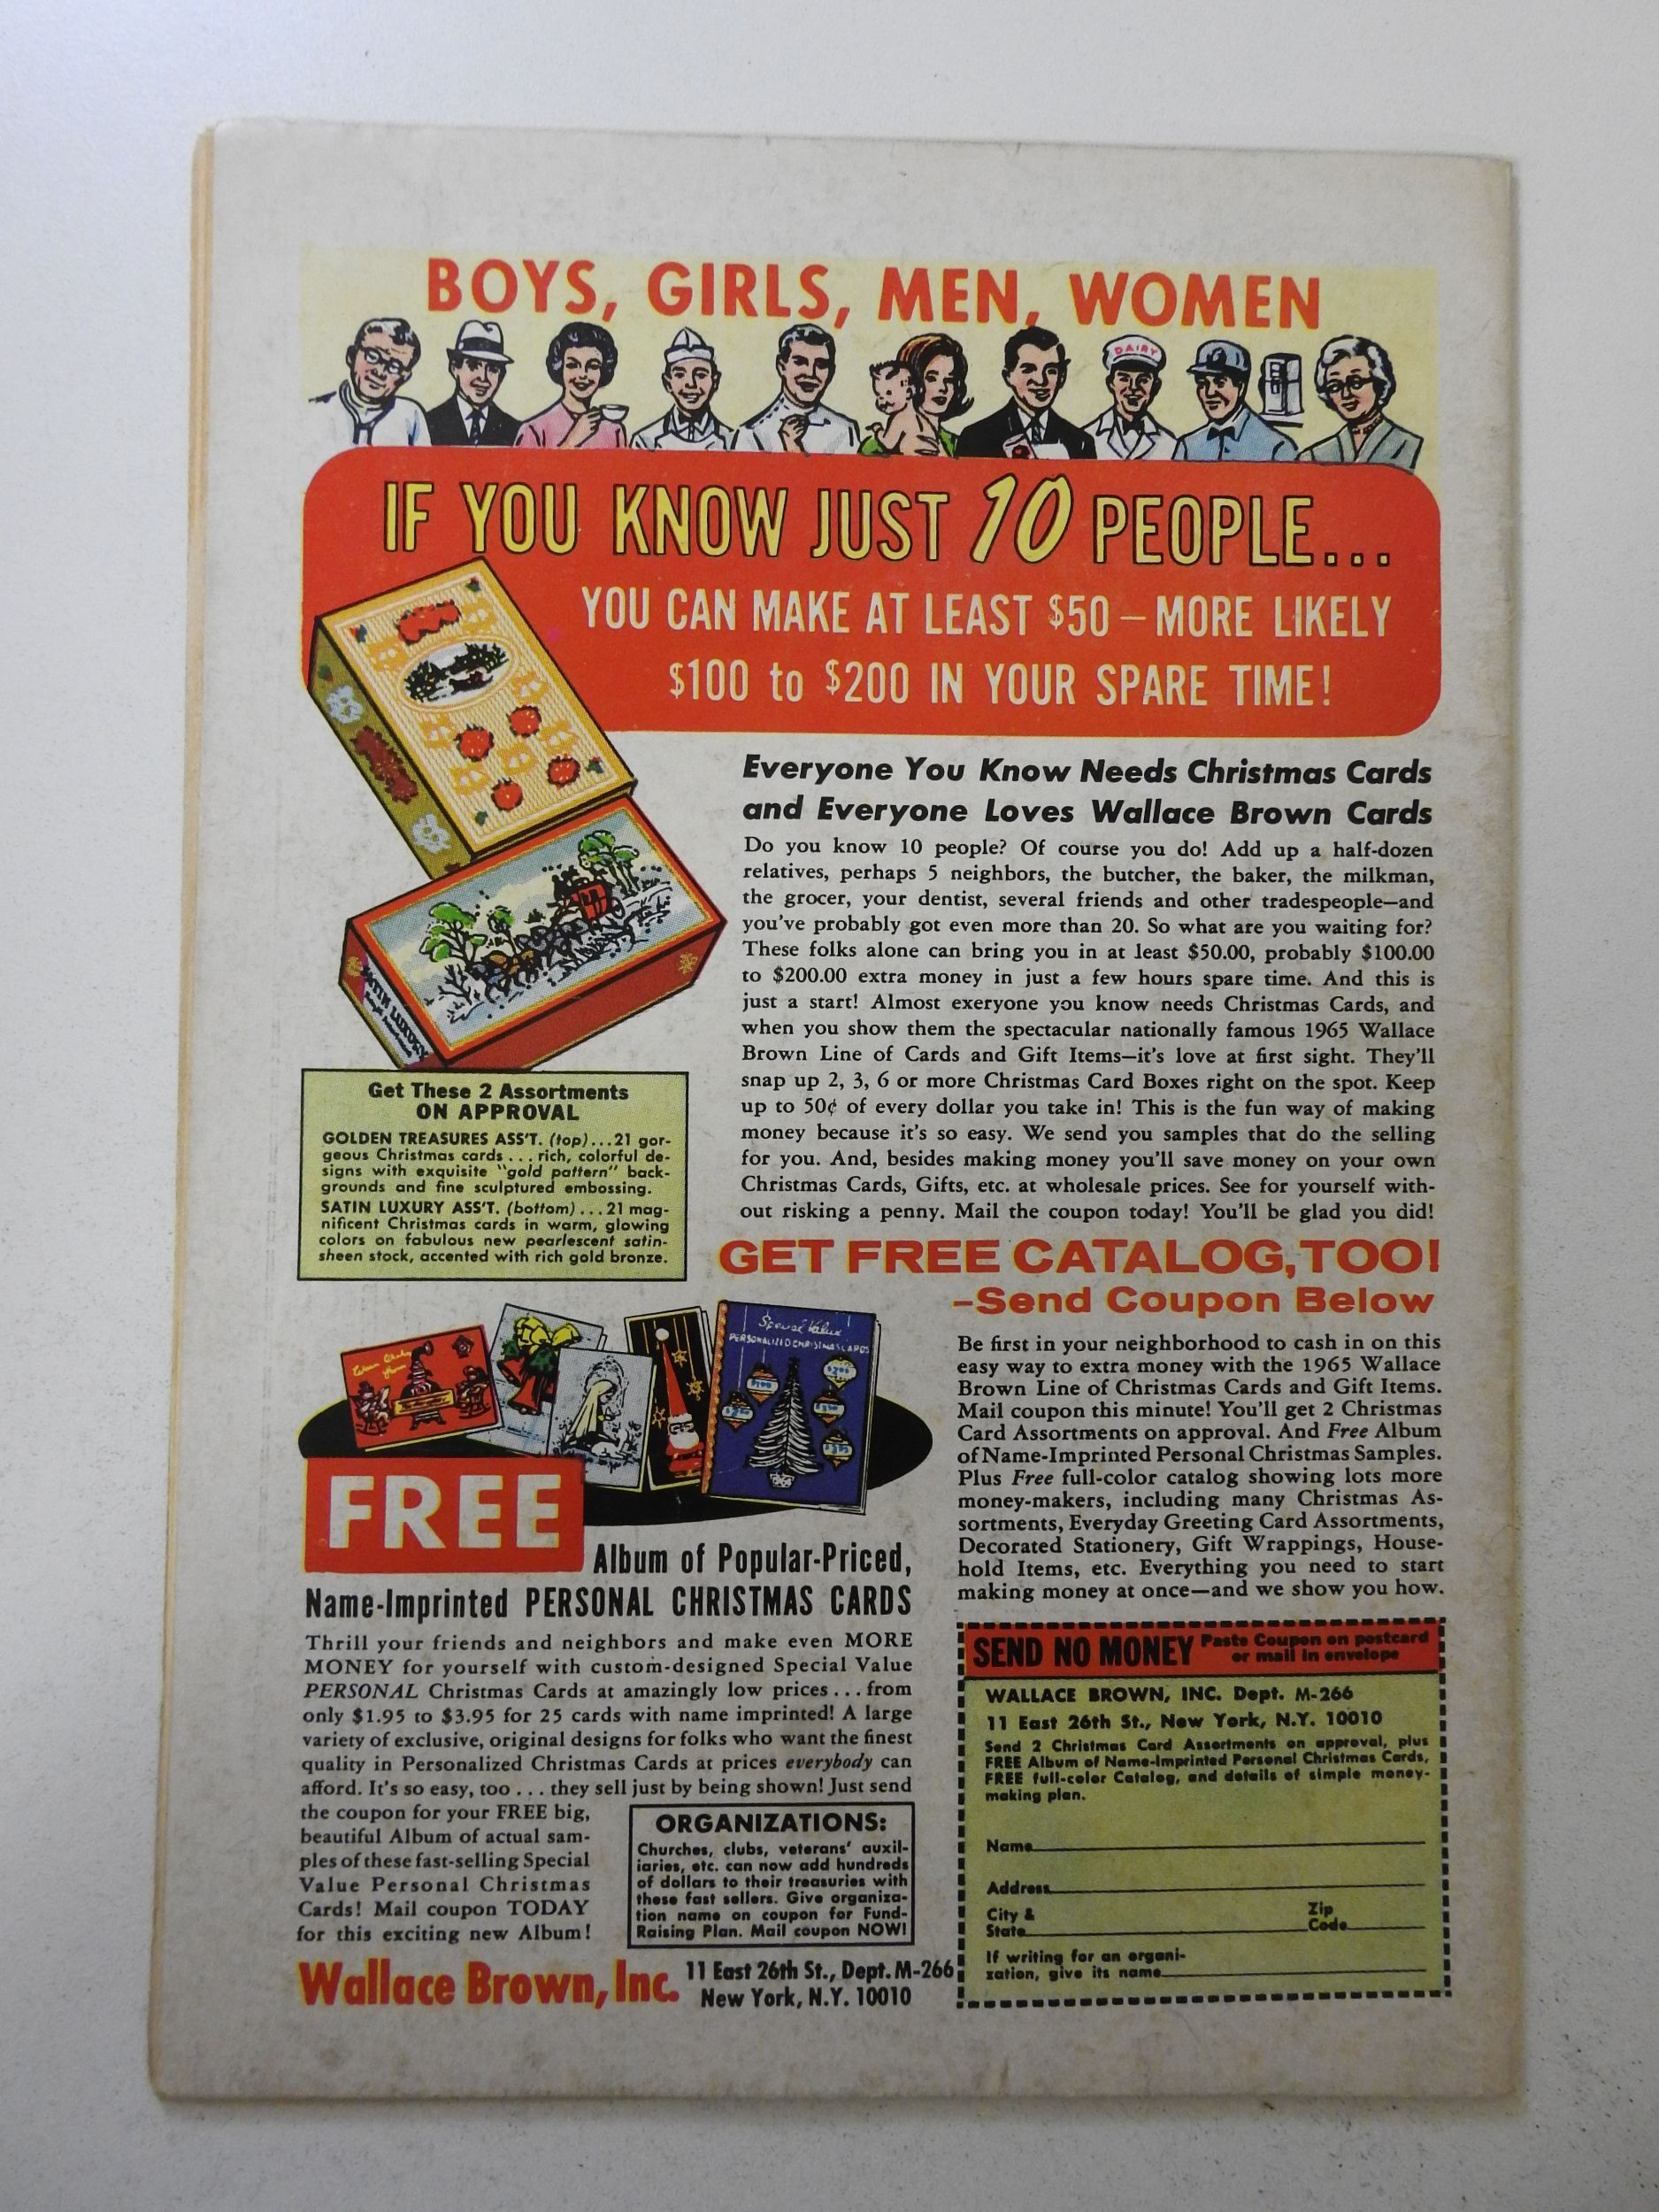 BOYS, GIRLS, MEN, WOMEN
DAIRY
IF YOU KNOW JUST 10 PEOPLE...
YOU CAN MAKE AT LEAST $50 – MORE LIKELY
$100 to $200 IN YOUR SPARE TIME!
Everyone You Know Needs Christmas Cards
and Everyone Loves Wallace Brown Cards
Do you know 10 people? Of course you do! Add up a half-dozen
relatives, perhaps 5 neighbors, the butcher, the baker, the milkman,
the grocer, your dentist, several friends and other tradespeople—and
you've probably got even more than 20. So what are you waiting for?
These folks alone can bring you in at least $50.00, probably $100.00
to $200.00 extra money in just a few hours spare time. And this is
just a start! Almost exeryone you know needs Christmas Cards, and
when you show them the spectacular nationally famous 1965 Wallace
Brown Line of Cards and Gift Items—it's love at first sight. They'll
snap up 2, 3, 6 or more Christmas Card Boxes right on the spot. Keep
up to 50¢ of every dollar you take in! This is the fun way of making
money because it's so easy. We send you samples that do the selling
for you. And, besides making money you'll save money on your own
Christmas Cards, Gifts, etc. at wholesale prices. See for yourself with-
out risking a penny. Mail the coupon today! You'll be glad you did!
SATIN LUXURY
Get These 2 Assortments
ON APPROVAL
GOLDEN TREASURES ASS'T. (top)...21 gor-
geous Christmas cards ... rich, colorful de-
signs with exquisite "gold pattern" back-
grounds and fine sculptured embossing.
SATIN LUXURY ASS'T. (bottom) ...21 mag-
nificent Christmas cards in warm, glowing
colors on fabulous new pearlescent satin-
sheen stock, accented with rich gold bronze.
GET FREE CATALOG, TOO!
–Send Coupon Below
Be first in your neighborhood to cash in on this
easy way to extra money with the 1965 Wallace
Brown Line of Christmas Cards and Gift Items.
Mail coupon this minute! You'll get 2 Christmas
Card Assortments on approval. And Free Album
of Name-Imprinted Personal Christmas Samples.
Plus Free full-color catalog showing lots more
money-makers, including many Christmas As-
sortments, Everyday Greeting Card Assortments,
Decorated Stationery, Gift Wrappings, House-
hold Items, etc. Everything you need to start
making money at once—and we show you how.
Special Value
PERSONALIZED CHRISTMAS CARDS
FREE
Album of Popular-Priced,
Name-Imprinted PERSONAL CHRISTMAS CARDS
Thrill your friends and neighbors and make even MORE
MONEY for yourself with custom-designed Special Value
PERSONAL Christmas Cards at amazingly low prices ... from
only $1.95 to $3.95 for 25 cards with name imprinted! A large
variety of exclusive, original designs for folks who want the finest
quality in Personalized Christmas Cards at prices everybody can
afford. It's so easy, too ... they sell just by being shown! Just send
the coupon for your FREE big,
beautiful Album of actual sam-
ples of these fast-selling Special
Value Personal Christmas
Cards! Mail coupon TODAY
for this exciting new Album!
ORGANIZATIONS:
Churches, clubs, veterans' auxil-
iaries, etc. can now add hundreds
of dollars to their treasuries with
these fast sellers. Give organiza-
tion name on coupon for Fund-
Raising Plan. Mail coupon NOW!
Wallace Brown, Inc. 11 East 26th St., Dept. M-266
New York, N.Y. 10010
SEND NO MONEY Paste Coupon on postcard
or mail in envelope
WALLACE BROWN, INC. Dept. M-266
11 East 26th St., New York, N.Y. 10010
Send 2 Christmas Card Assortments on approval, plus
FREE Album of Name-Imprinted Personal Christmas Cards,
FREE full-color Catalog, and details of simple money-
making plan.
Name
Address
City &
State
Zip
Code
If writing for an organi-
zation, give its name